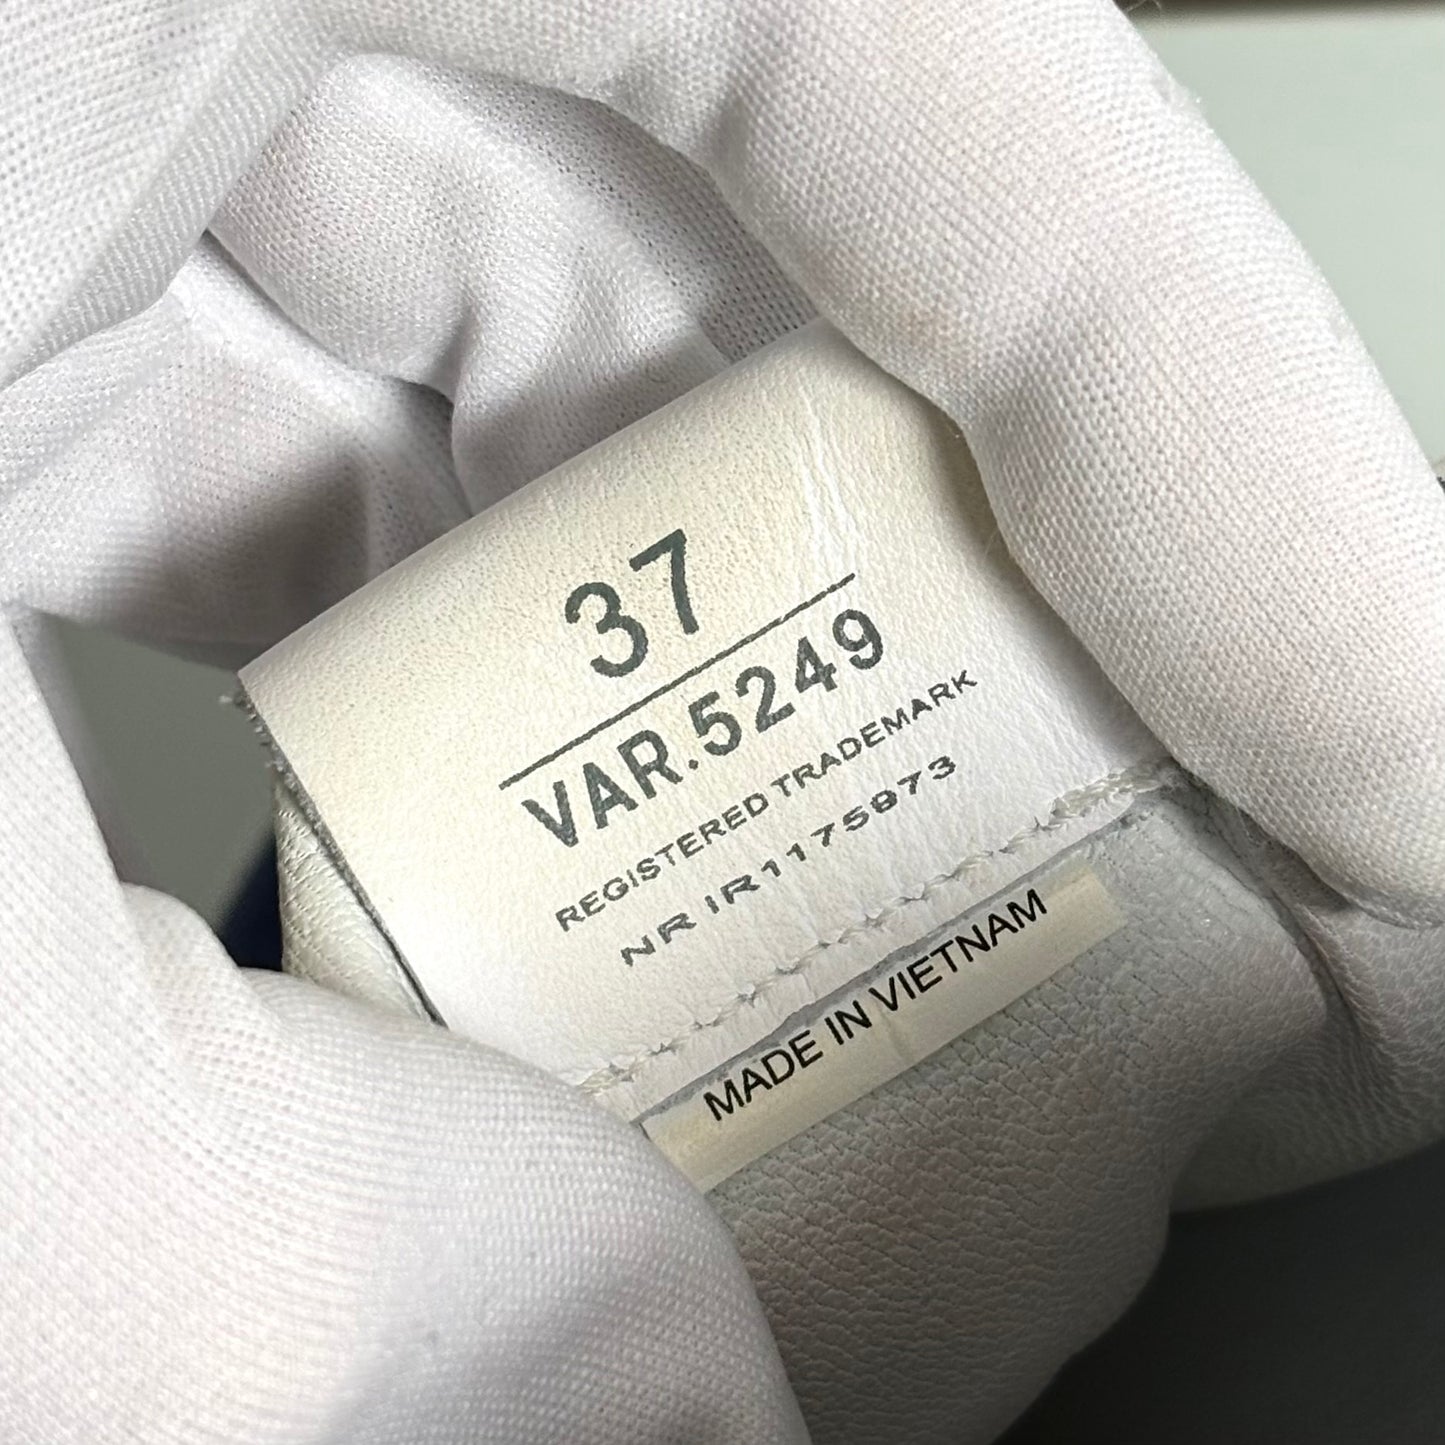 37
VAR.5249
REGISTERED TRADEMARK
NR IR1175973
MADE IN VIETNAM